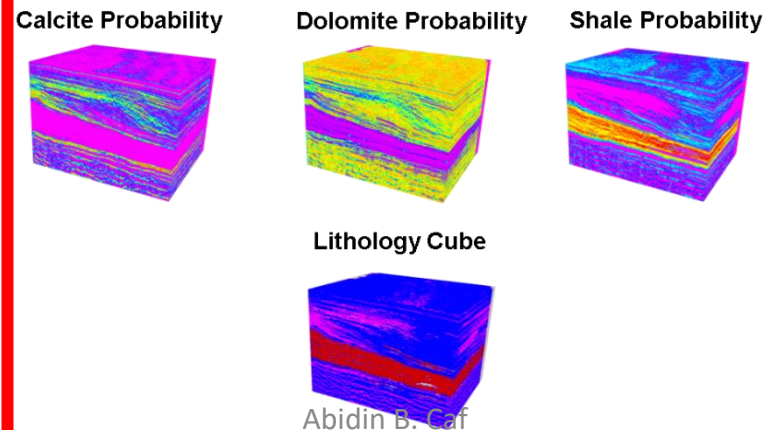 Calcite Probability
Dolomite Probability
Shale Probability
Lithology Cube
Abidin B. Caf